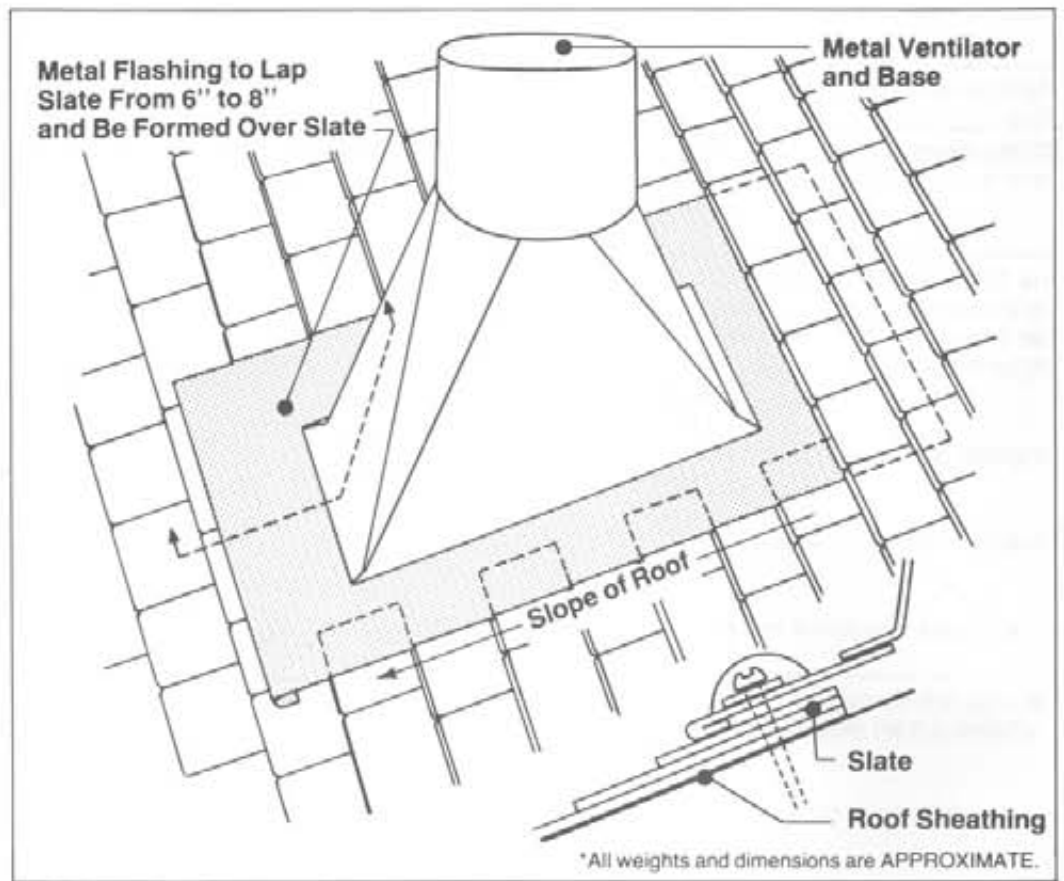 Metal Flashing to Lap
Slate From 6'' to 8''
and Be Formed Over Slate
Metal Ventilator
and Base
Slope of Roof
Slate
Roof Sheathing
*All weights and dimensions are APPROXIMATE.